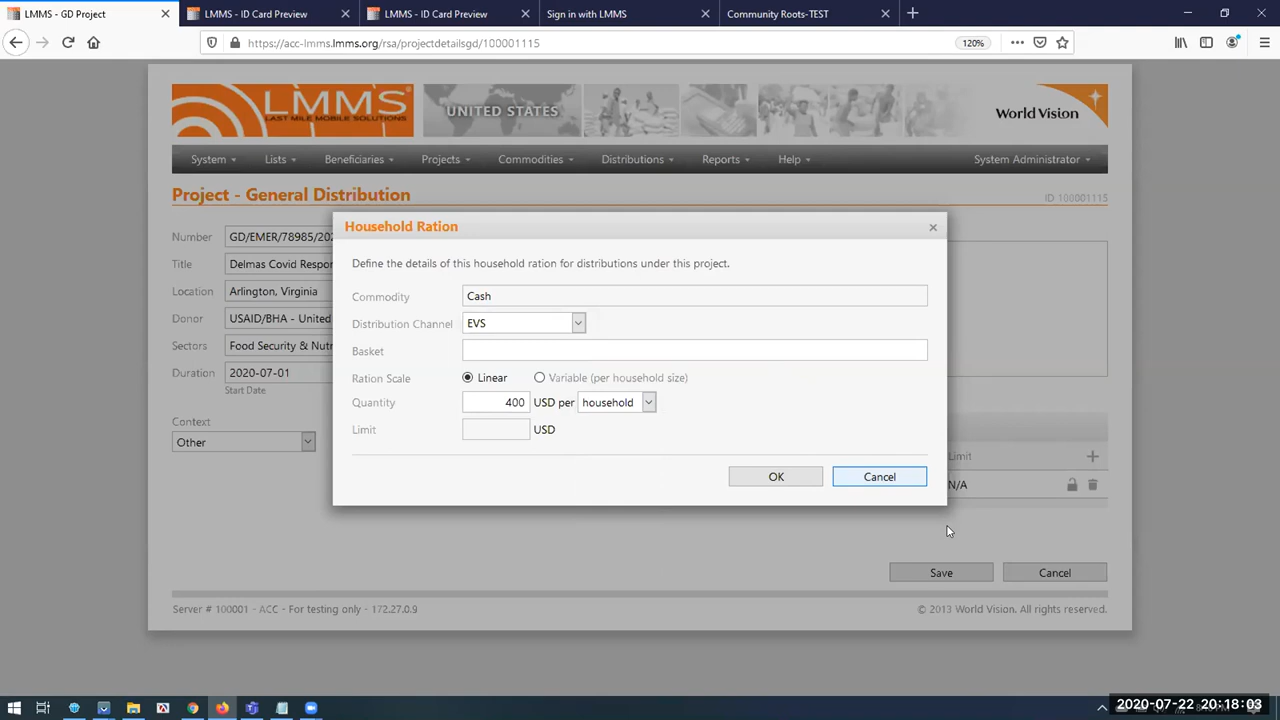 LMMS - GD Project
LMMS - ID Card Preview
LMMS - ID Card Preview
Sign in with LMMS
Community Roots-TEST
https://acc-lmms.lmms.org/rsa/projectdetailsgd/100001115
120%
LMMS®
LAST MILE MOBILE SOLUTIONS
UNITED STATES
World Vision
System
Lists
Beneficiaries
Projects
Commodities
Distributions
Reports
Help
System Administrator
Project - General Distribution
ID 100001115
Number GD/EMER/78985/202
Title Delmas Covid Respon
Location Arlington, Virginia
Donor USAID/BHA - United
Sectors Food Security & Nutr
Duration 2020-07-01
Start Date
Context
Other
Household Ration
Define the details of this household ration for distributions under this project.
Commodity Cash
Distribution Channel EVS
Basket
Ration Scale Linear Variable (per household size)
Quantity 400 USD per household
Limit USD
OK Cancel
Limit
N/A
Save Cancel
Server # 100001 - ACC - For testing only - 172.27.0.9
© 2013 World Vision. All rights reserved.
2020-07-22 20:18:03